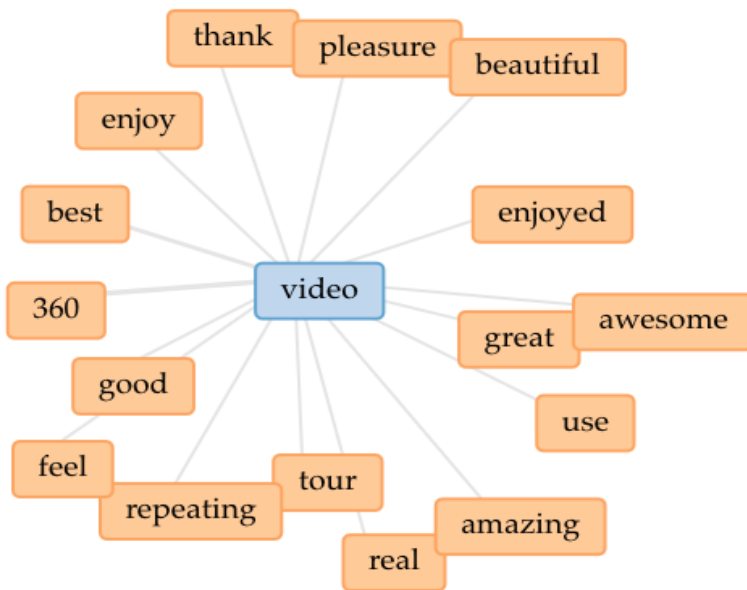 thank
pleasure
beautiful
enjoy
best
enjoyed
video
360
awesome
great
good
use
feel
tour
repeating
amazing
real